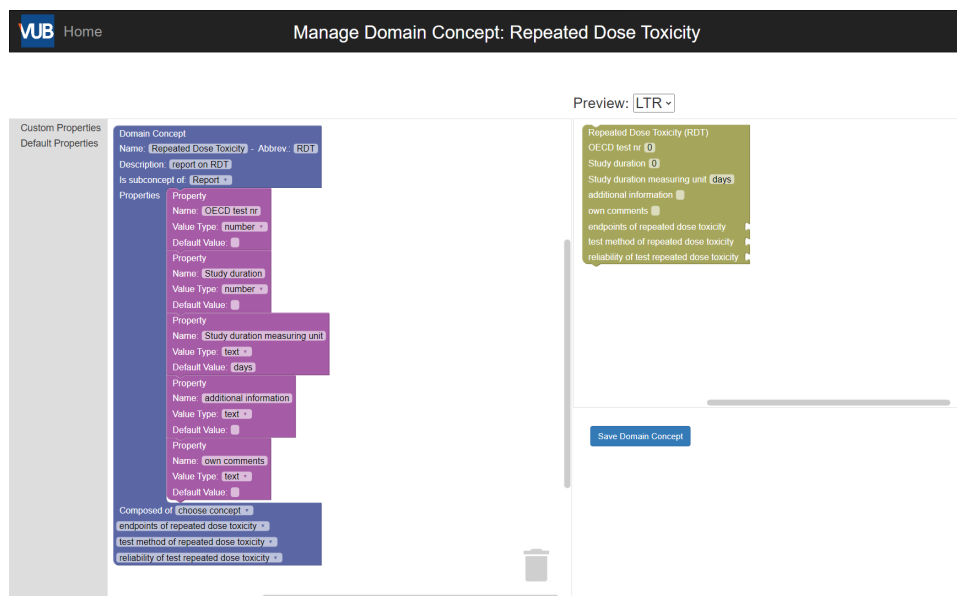 VUB Home Manage Domain Concept: Repeated Dose Toxicity
Preview: LTR
Custom Properties
Default Properties
Domain Concept
Name: Repeated Dose Toxicity - Abbrev.: RDT
Description: report on RDT
Is subconcept of: Report
Properties
Property
Name: OECD test nr
Value Type: number
Default Value:
Property
Name: Study duration
Value Type: number
Default Value:
Property
Name: Study duration measuring unit
Value Type: text
Default Value: days
Property
Name: additional information
Value Type: text
Default Value:
Property
Name: own comments
Value Type: text
Default Value:
Composed of choose concept
endpoints of repeated dose toxicity
test method of repeated dose toxicity
reliability of test repeated dose toxicity
Repeated Dose Toxicity (RDT)
OECD test nr 0
Study duration 0
Study duration measuring unit days
additional information
own comments
endpoints of repeated dose toxicity
test method of repeated dose toxicity
reliability of test repeated dose toxicity
Save Domain Concept